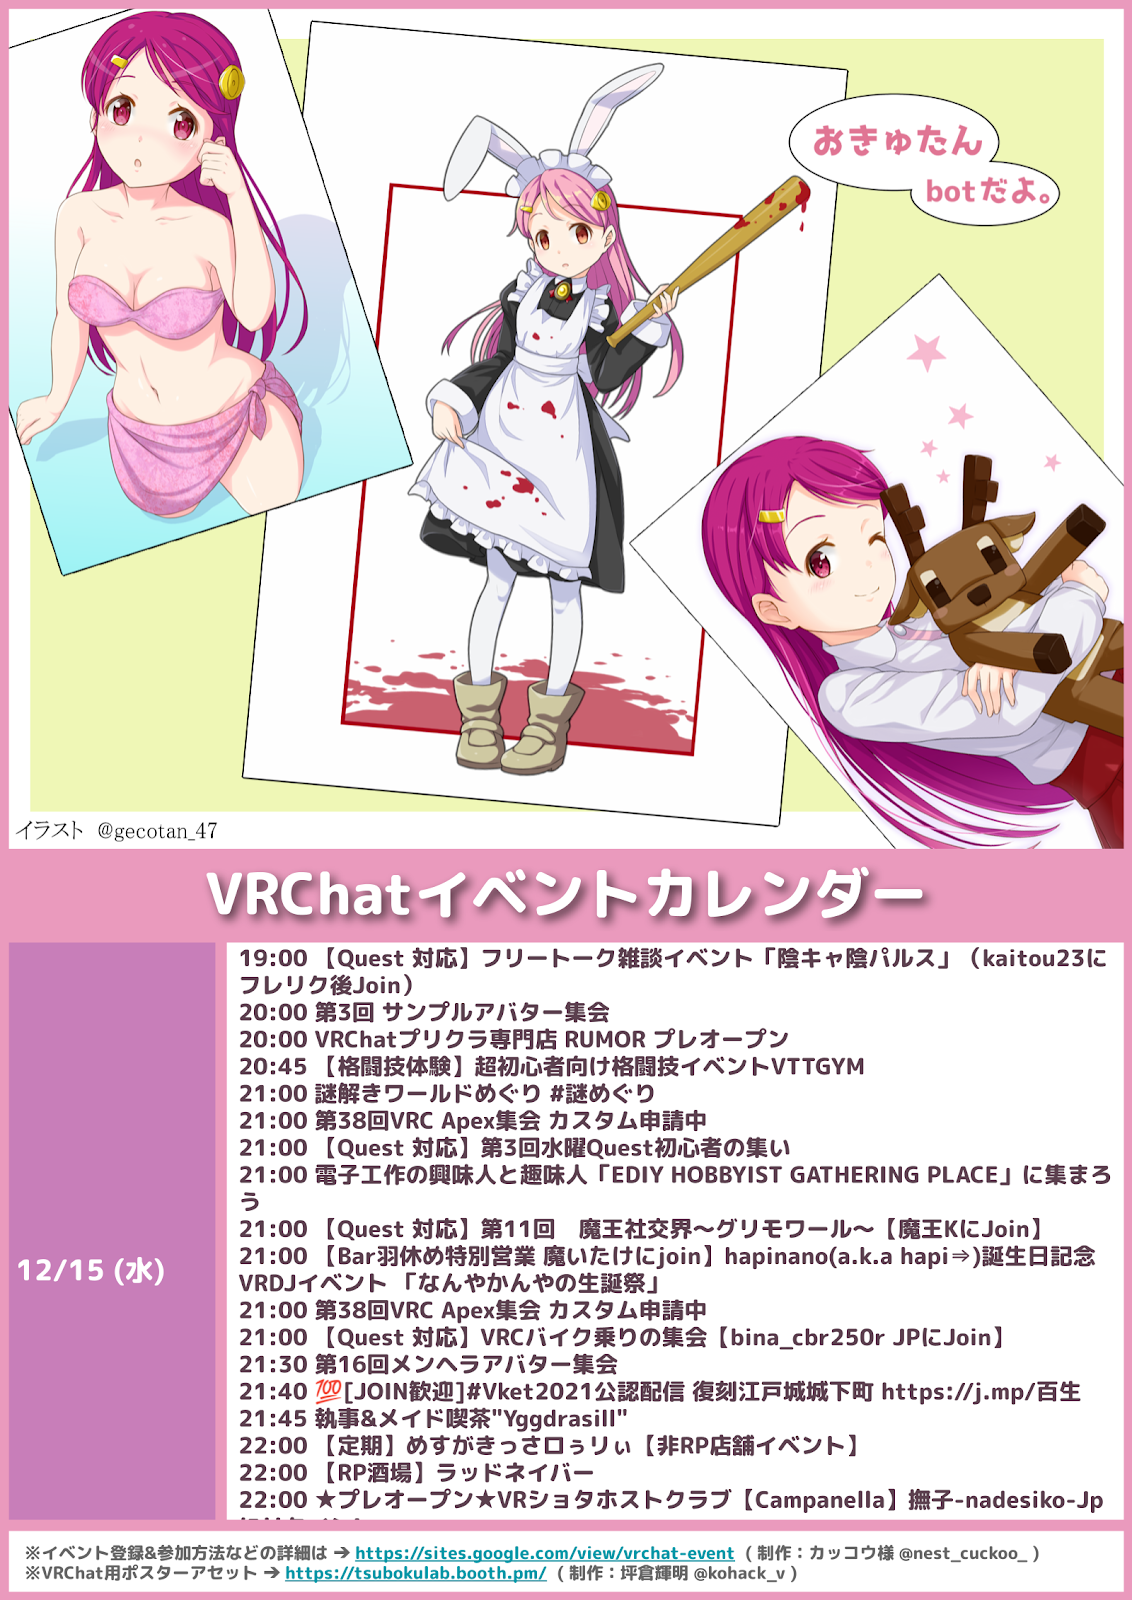 おきゅたん
botだよ。
イラスト @gecotan_47
VRChatイベントカレンダー
12/15 (水)
19:00 【Quest 対応】フリートーク雑談イベント「陰キャ陰パルス」（kaitou23に
フレリク後Join）
20:00 第3回 サンプルアバター集会
20:00 VRChatプリクラ専門店 RUMOR プレオープン
20:45 【格闘技体験】超初心者向け格闘技イベントVTTGYM
21:00 謎解きワールドめぐり #謎めぐり
21:00 第38回VRC Apex集会 カスタム申請中
21:00 【Quest 対応】第3回水曜Quest初心者の集い
21:00 電子工作の興味人と趣味人「EDIY HOBBYIST GATHERING PLACE」に集まろ
う
21:00 【Quest 対応】第11回　魔王社交界～グリモワール～【魔王KにJoin】
21:00 【Bar羽休め特別営業 魔いたけにjoin】hapinano(a.k.a hapi⇒)誕生日記念
VRDJイベント 「なんやかんやの生誕祭」
21:00 第38回VRC Apex集会 カスタム申請中
21:00 【Quest 対応】VRCバイク乗りの集会【bina_cbr250r JPにJoin】
21:30 第16回メンヘラアバター集会
21:40 💯[JOIN歓迎]#Vket2021公認配信 復刻江戸城城下町 https://j.mp/百生
21:45 執事&メイド喫茶"Yggdrasill"
22:00 【定期】めすがきっさロぅリぃ【非RP店舗イベント】
22:00 【RP酒場】ラッドネイバー
22:00 ★プレオープン★VRショタホストクラブ【Campanella】撫子-nadesiko-Jp
※イベント登録&参加方法などの詳細は ➔ https://sites.google.com/view/vrchat-event （ 制作：カッコウ様 @nest_cuckoo_ ）
※VRChat用ポスターアセット ➔ https://tsubokulab.booth.pm/ （ 制作：坪倉輝明 @kohack_v ）